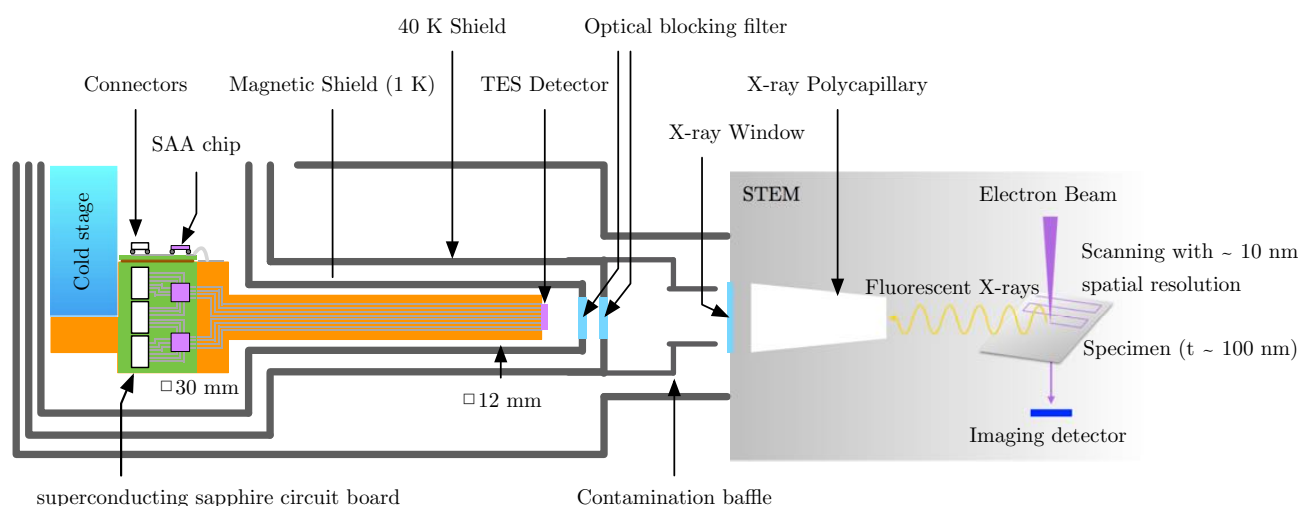 40 K Shield
Optical blocking filter
Connectors
Magnetic Shield (1 K)
TES Detector
X-ray Polycapillary
X-ray Window
SAA chip
Cold stage
STEM
Electron Beam
Scanning with ~ 10 nm
spatial resolution
Fluorescent X-rays
Specimen (t ~ 100 nm)
□30 mm
□12 mm
Imaging detector
superconducting sapphire circuit board
Contamination baffle